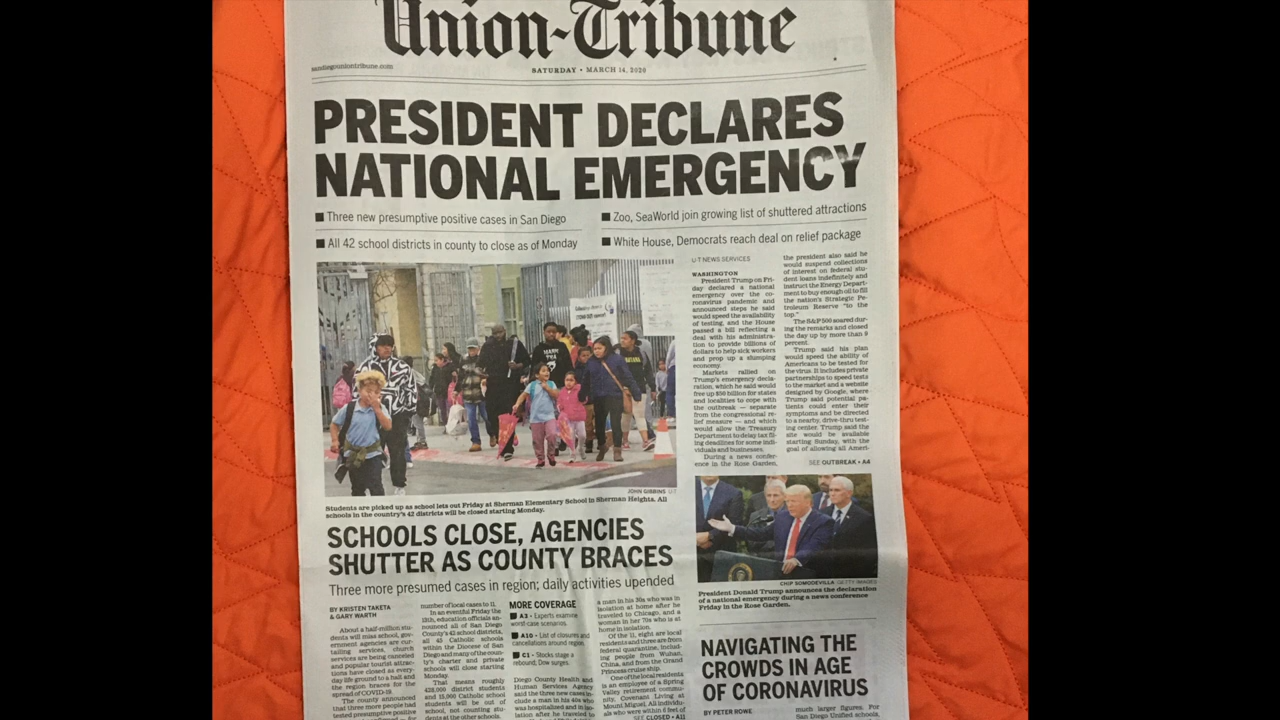 Union-Tribune
sandiegouniontribune.com
SATURDAY • MARCH 14, 2020
PRESIDENT DECLARES
NATIONAL EMERGENCY
■ Three new presumptive positive cases in San Diego
■ All 42 school districts in county to close as of Monday
■ Zoo, SeaWorld join growing list of shuttered attractions
■ White House, Democrats reach deal on relief package
JOHN GIBBINS U-T
Students are picked up as school lets out Friday at Sherman Elementary School in Sherman Heights. All
schools in the country's 42 districts will be closed starting Monday.
U-T NEWS SERVICES
WASHINGTON
President Trump on Fri-
day declared a national
emergency over the co-
ronavirus pandemic and
announced steps he said
would speed the availability
of testing, and the House
passed a bill reflecting a
deal with his administra-
tion to provide billions of
dollars to help sick workers
and prop up a slumping
economy.
Markets rallied on
Trump's emergency decla-
ration, which he said would
free up $50 billion for states
and localities to cope with
the outbreak — separate
from the congressional re-
lief measure — and which
would allow the Treasury
Department to delay tax fil-
ing deadlines for some indi-
viduals and businesses.
During a news confer-
ence in the Rose Garden,
the president also said he
would suspend collections
of interest on federal stu-
dent loans indefinitely and
instruct the Energy Depart-
ment to buy enough oil to fill
the nation's Strategic Pe-
troleum Reserve "to the
top."
The S&P 500 soared dur-
ing the remarks and closed
the day up by more than 9
percent.
Trump said his plan
would speed the ability of
Americans to be tested for
the virus. It includes private
partnerships to speed tests
to the market and a website
designed by Google, where
Trump said potential pa-
tients could enter their
symptoms and be directed
to a nearby, drive-thru test-
ing center. Trump said the
site would be available
starting Sunday, with the
goal of allowing all Ameri-
SEE OUTBREAK • A4
CHIP SOMODEVILLA GETTY IMAGES
President Donald Trump announces the declaration
of a national emergency during a news conference
Friday in the Rose Garden.
SCHOOLS CLOSE, AGENCIES
SHUTTER AS COUNTY BRACES
Three more presumed cases in region; daily activities upended
BY KRISTEN TAKETA
& GARY WARTH
About a half-million stu-
dents will miss school, gov-
ernment agencies are cur-
tailing services, church
services are being canceled
and popular tourist attrac-
tions have closed as every-
day life ground to a halt and
the region braces for the
spread of COVID-19.
The county announced
that three more people had
tested presumptive positive
number of local cases to 11.
In an eventful Friday the
13th, education officials an-
nounced all of San Diego
County's 42 school districts,
all 45 Catholic schools
within the Diocese of San
Diego and many of the coun-
ty's charter and private
schools will close starting
Monday.
That means roughly
428,000 district students
and 15,000 Catholic school
students will be out of
school, not counting stu-
dents at the other schools.
MORE COVERAGE
■ A3 • Experts examine
worst-case scenarios.
■ A10 • List of closures and
cancellations around region.
■ C1 • Stocks stage a
rebound; Dow surges.
Diego County Health and
Human Services Agency
said the three new cases in-
clude a man in his 40s who
was hospitalized and in iso-
lation after he traveled to
a man in his 30s who was in
isolation at home after he
traveled to Chicago, and a
woman in her 70s who is at
home in isolation.
Of the 11, eight are local
residents and three are from
federal quarantine, includ-
ing people from Wuhan,
China, and from the Grand
Princess cruise ship.
One of the local residents
is an employee of a Spring
Valley retirement commu-
nity, Covenant Living at
Mount Miguel. All individu-
als who were within 6 feet of
SEE CLOSED • A11
NAVIGATING THE
CROWDS IN AGE
OF CORONAVIRUS
BY PETER ROWE
much larger figures. For
San Diego Unified schools,